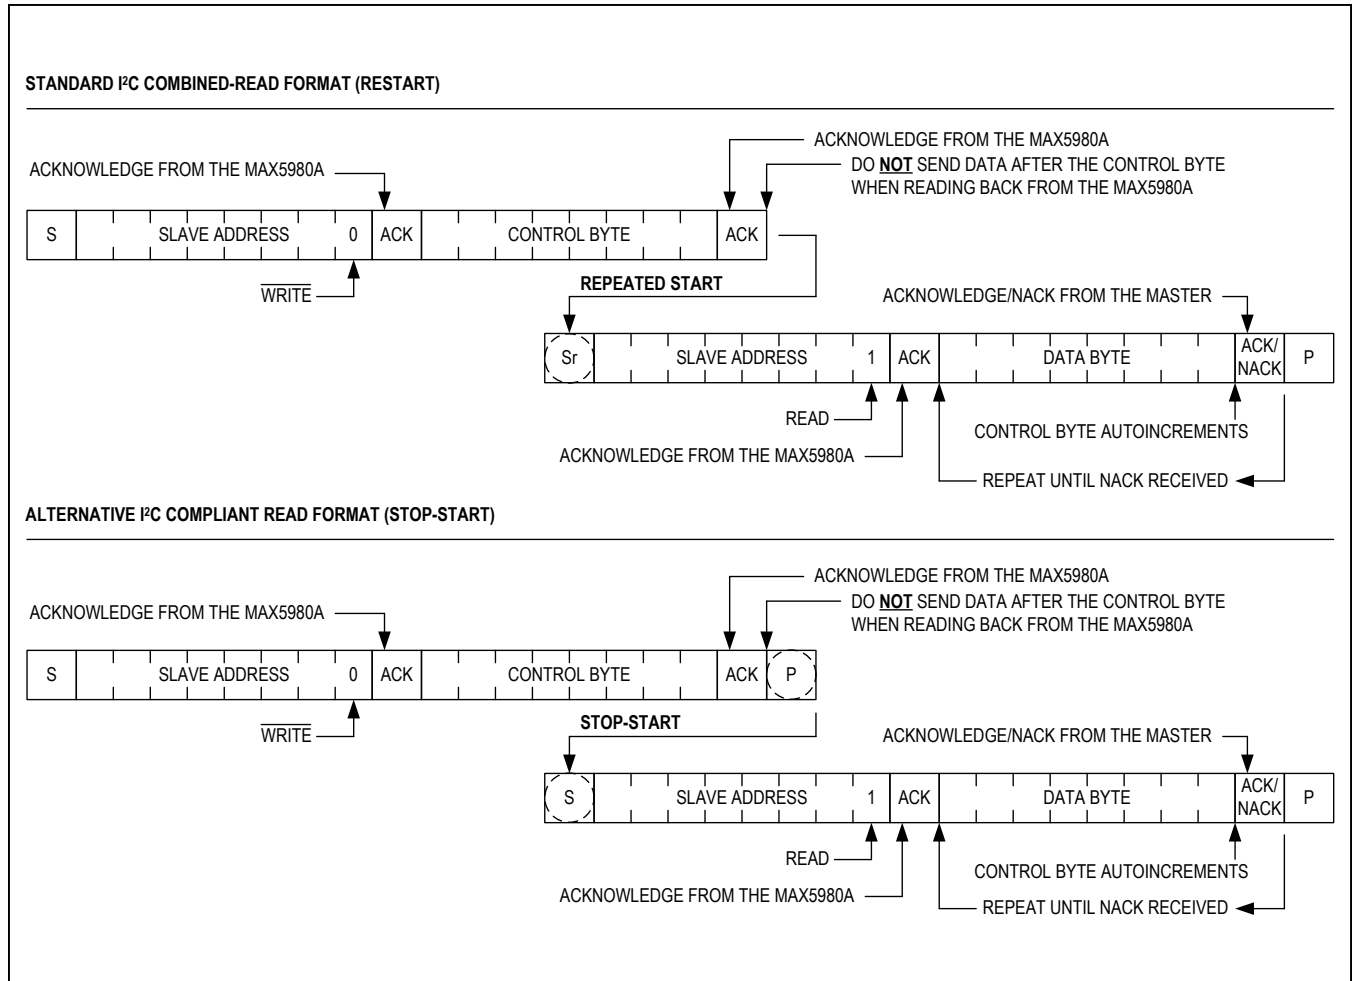 STANDARD I²C COMBINED-READ FORMAT (RESTART)
ACKNOWLEDGE FROM THE MAX5980A
DO NOT SEND DATA AFTER THE CONTROL BYTE
WHEN READING BACK FROM THE MAX5980A
ACKNOWLEDGE FROM THE MAX5980A
S SLAVE ADDRESS 0 ACK CONTROL BYTE ACK
WRITE
REPEATED START
ACKNOWLEDGE/NACK FROM THE MASTER
Sr SLAVE ADDRESS 1 ACK DATA BYTE ACK/
NACK P
READ
CONTROL BYTE AUTOINCREMENTS
ACKNOWLEDGE FROM THE MAX5980A
REPEAT UNTIL NACK RECEIVED
ALTERNATIVE I²C COMPLIANT READ FORMAT (STOP-START)
ACKNOWLEDGE FROM THE MAX5980A
DO NOT SEND DATA AFTER THE CONTROL BYTE
WHEN READING BACK FROM THE MAX5980A
ACKNOWLEDGE FROM THE MAX5980A
S SLAVE ADDRESS 0 ACK CONTROL BYTE ACK P
WRITE
STOP-START
ACKNOWLEDGE/NACK FROM THE MASTER
S SLAVE ADDRESS 1 ACK DATA BYTE ACK/
NACK P
READ
CONTROL BYTE AUTOINCREMENTS
ACKNOWLEDGE FROM THE MAX5980A
REPEAT UNTIL NACK RECEIVED